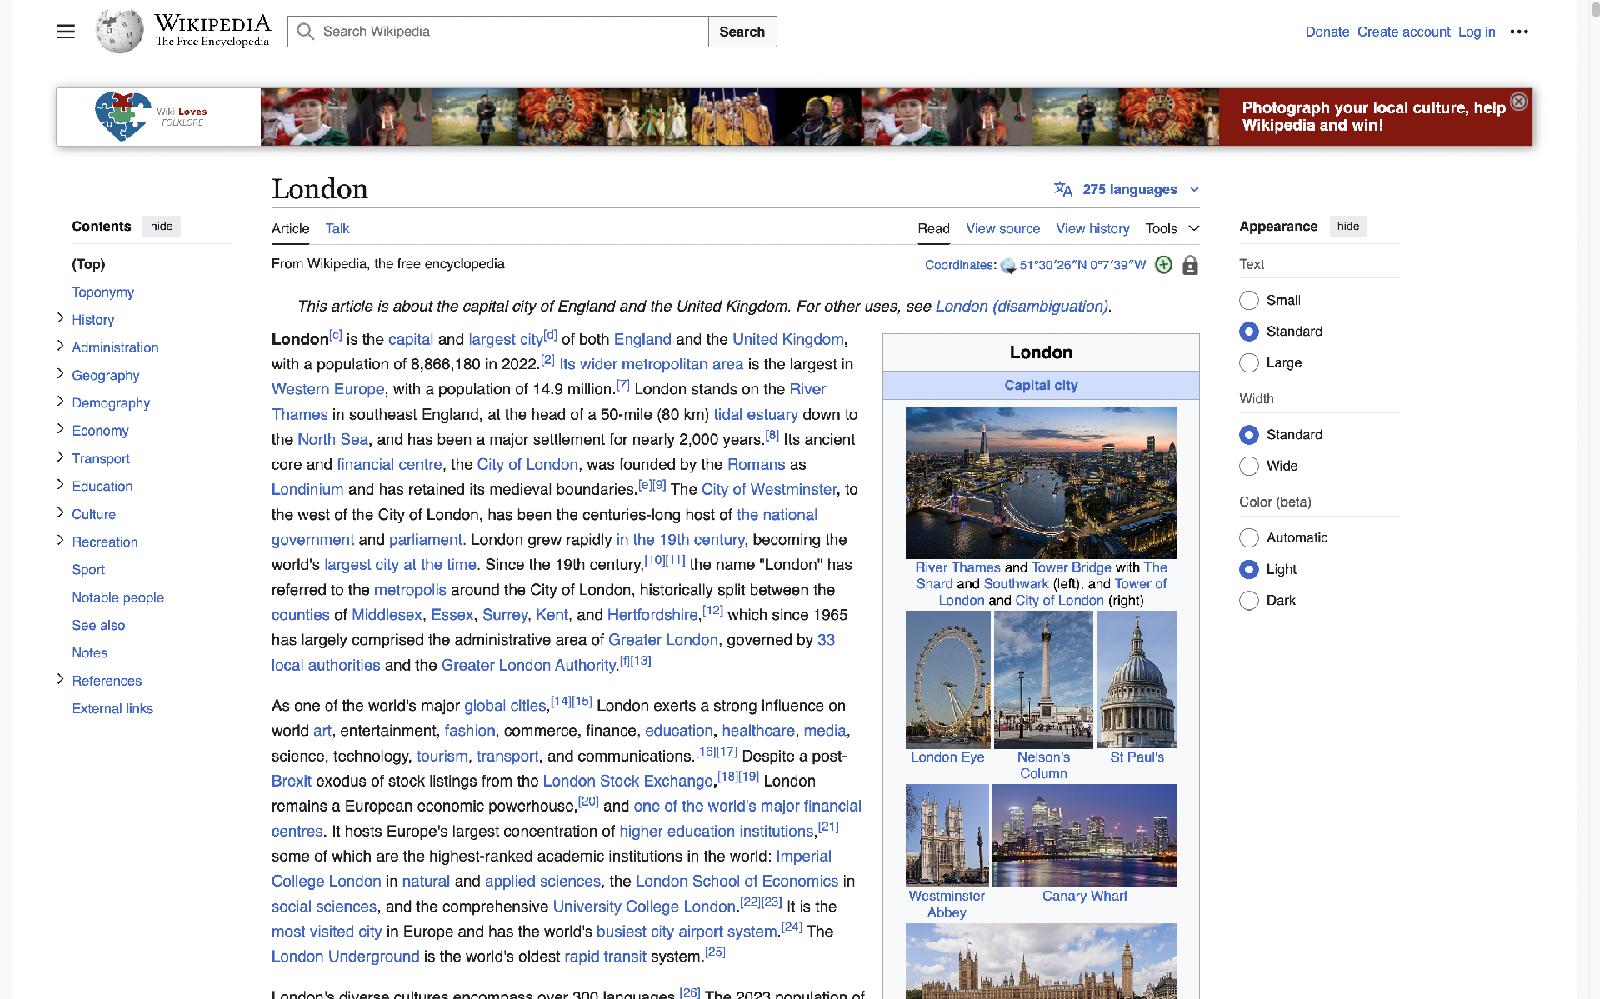 WIKIPEDIA
The Free Encyclopedia
Search Wikipedia
Search
Donate Create account Log in
Wiki Loves
FOLKLORE
Photograph your local culture, help
Wikipedia and win!
London
275 languages
Contents hide
(Top)
Toponymy
History
Administration
Geography
Demography
Economy
Transport
Education
Culture
Recreation
Sport
Notable people
See also
Notes
References
External links
Article Talk
Read View source View history Tools
From Wikipedia, the free encyclopedia
Coordinates: 51°30′26″N 0°7′39″W
This article is about the capital city of England and the United Kingdom. For other uses, see London (disambiguation).
London[c] is the capital and largest city[d] of both England and the United Kingdom,
with a population of 8,866,180 in 2022.[2] Its wider metropolitan area is the largest in
Western Europe, with a population of 14.9 million.[7] London stands on the River
Thames in southeast England, at the head of a 50-mile (80 km) tidal estuary down to
the North Sea, and has been a major settlement for nearly 2,000 years.[8] Its ancient
core and financial centre, the City of London, was founded by the Romans as
Londinium and has retained its medieval boundaries.[e][9] The City of Westminster, to
the west of the City of London, has been the centuries-long host of the national
government and parliament. London grew rapidly in the 19th century, becoming the
world's largest city at the time. Since the 19th century,[10][11] the name "London" has
referred to the metropolis around the City of London, historically split between the
counties of Middlesex, Essex, Surrey, Kent, and Hertfordshire,[12] which since 1965
has largely comprised the administrative area of Greater London, governed by 33
local authorities and the Greater London Authority.[f][13]
As one of the world's major global cities,[14][15] London exerts a strong influence on
world art, entertainment, fashion, commerce, finance, education, healthcare, media,
science, technology, tourism, transport, and communications.[16][17] Despite a post-
Brexit exodus of stock listings from the London Stock Exchange,[18][19] London
remains a European economic powerhouse,[20] and one of the world's major financial
centres. It hosts Europe's largest concentration of higher education institutions,[21]
some of which are the highest-ranked academic institutions in the world: Imperial
College London in natural and applied sciences, the London School of Economics in
social sciences, and the comprehensive University College London.[22][23] It is the
most visited city in Europe and has the world's busiest city airport system.[24] The
London Underground is the world's oldest rapid transit system.[25]
London's diverse cultures encompass over 300 languages.[26] The 2023 population of
London
Capital city
River Thames and Tower Bridge with The
Shard and Southwark (left), and Tower of
London and City of London (right)
London Eye
Nelson's
Column
St Paul's
Westminster
Abbey
Canary Wharf
Appearance hide
Text
Small
Standard
Large
Width
Standard
Wide
Color (beta)
Automatic
Light
Dark